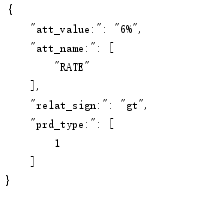 {
    "att_value:": "6%",
    "att_name": [
        "RATE"
    ],
    "relat_sign": "gt",
    "prd_type:": [
        1
    ]
}